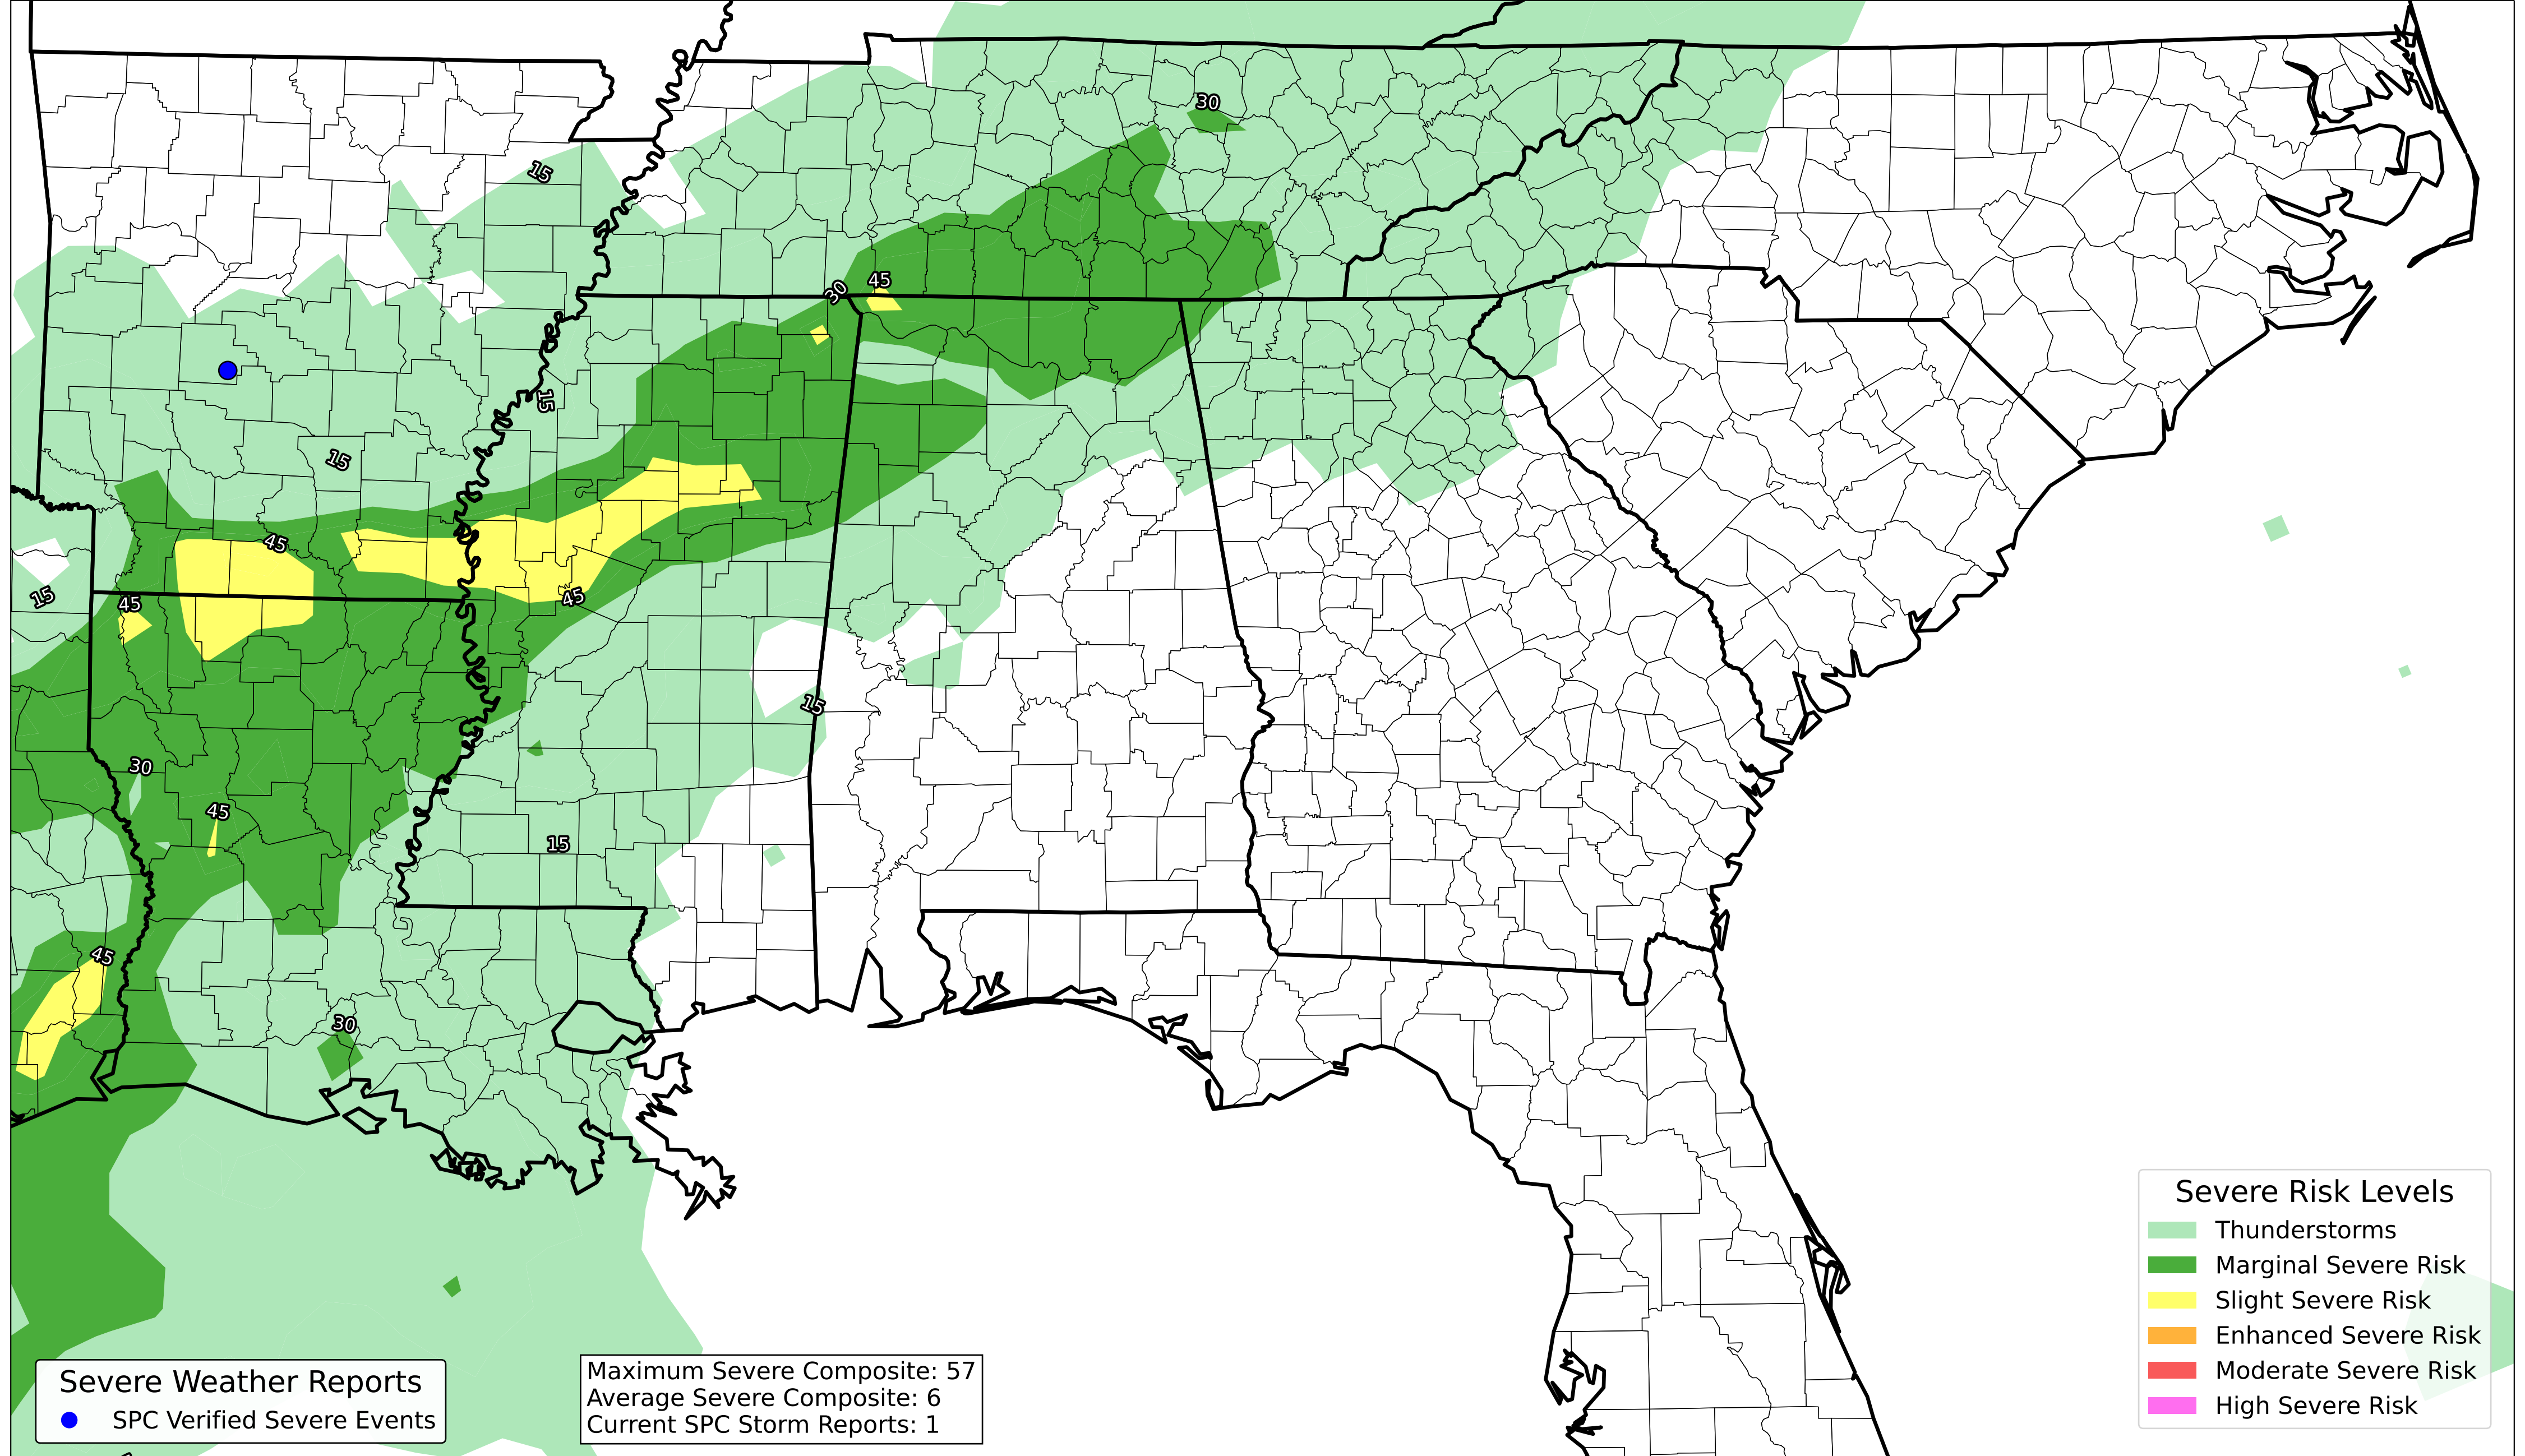 30
15
45
30
15
15
45
15
45
45
15
30
45
15
45
30
Severe Risk Levels
Thunderstorms
Marginal Severe Risk
Slight Severe Risk
Enhanced Severe Risk
Moderate Severe Risk
High Severe Risk
Severe Weather Reports
SPC Verified Severe Events
Maximum Severe Composite: 57
Average Severe Composite: 6
Current SPC Storm Reports: 1